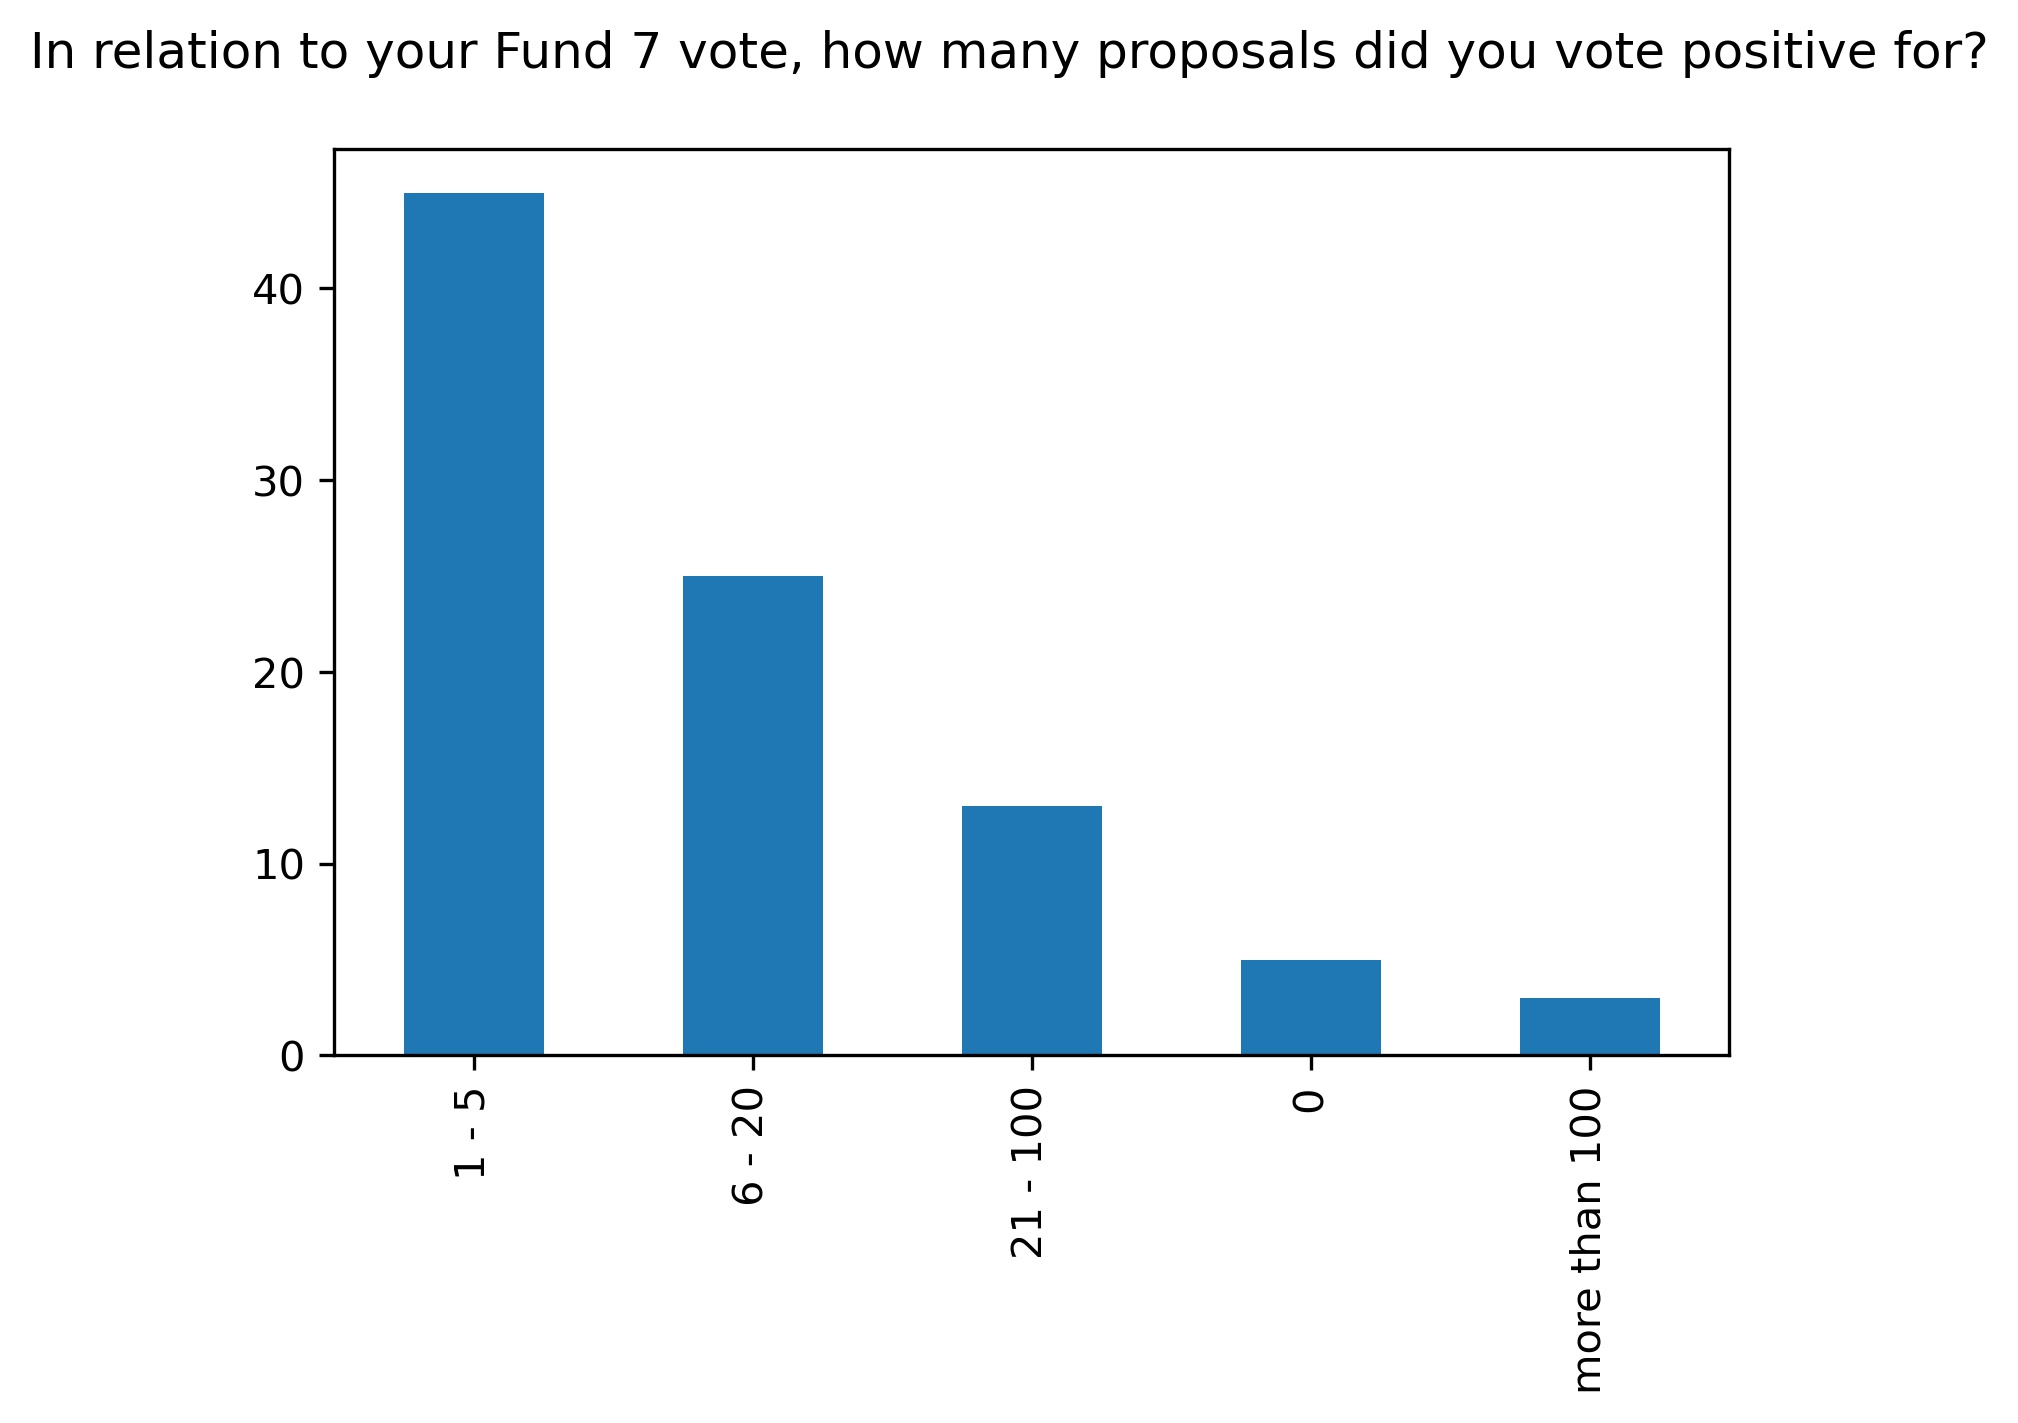 In relation to your Fund 7 vote, how many proposals did you vote positive for?
40
30
20
10
0
1 - 5
6 - 20
21 - 100
0
more than 100